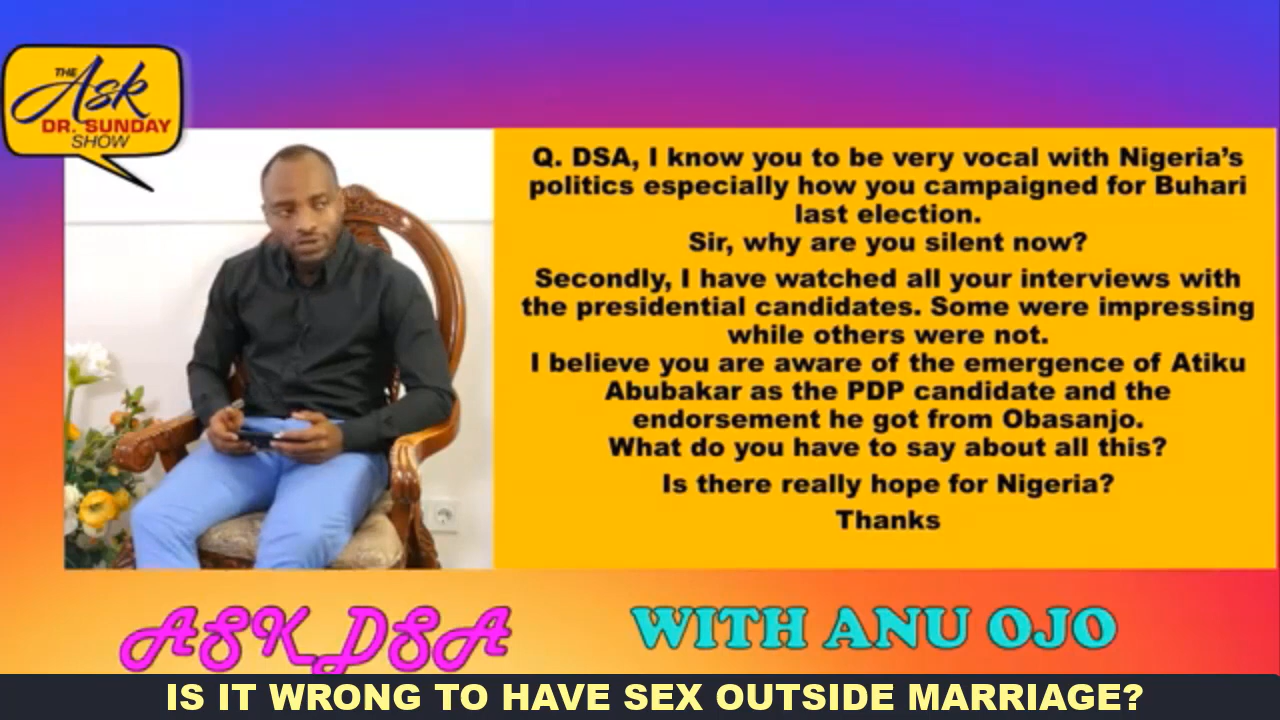 THE
Ask
DR. SUNDAY
SHOW
Q. DSA, I know you to be very vocal with Nigeria's
politics especially how you campaigned for Buhari
last election.
Sir, why are you silent now?
Secondly, I have watched all your interviews with
the presidential candidates. Some were impressing
while others were not.
I believe you are aware of the emergence of Atiku
Abubakar as the PDP candidate and the
endorsement he got from Obasanjo.
What do you have to say about all this?
Is there really hope for Nigeria?
Thanks
ASK DSA
WITH ANU OJO
IS IT WRONG TO HAVE SEX OUTSIDE MARRIAGE?